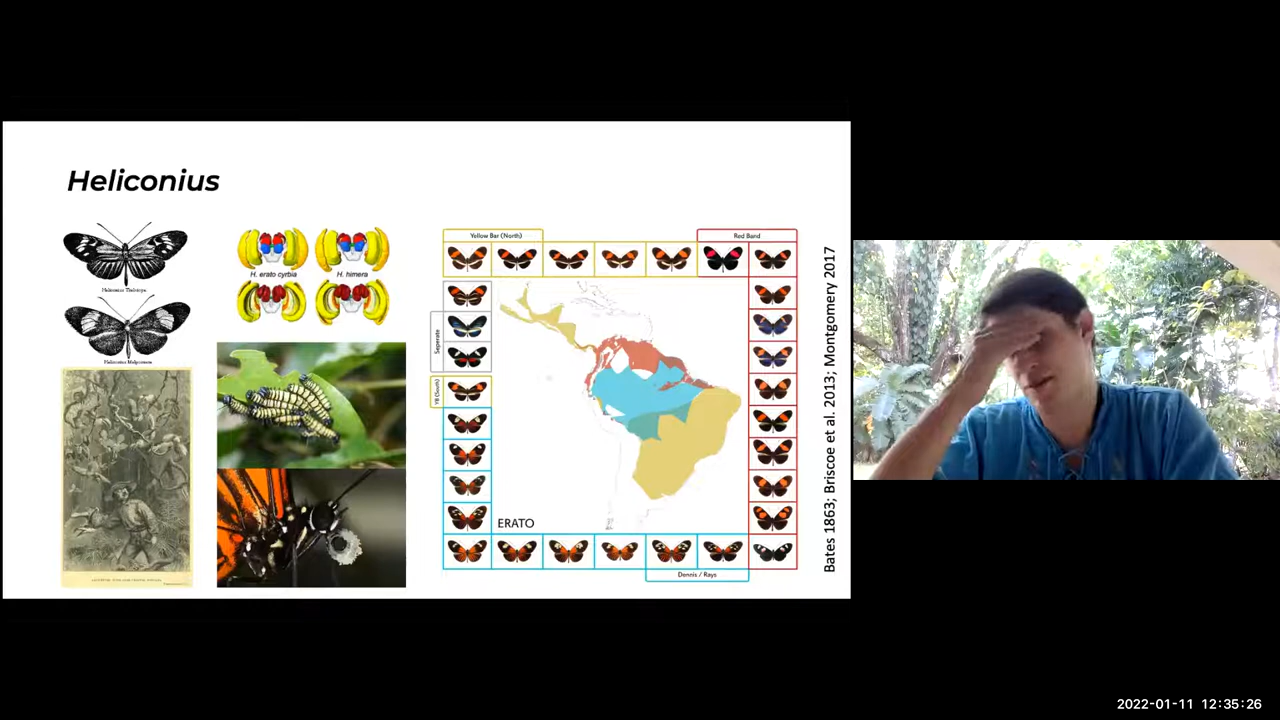 Heliconius
Heliconius Thelxiope.
Heliconius Melpomene.
H. erato cyrbia
H. himera
Yellow Bar (North)
Red Band
Seperate
YB (South)
ERATO
Dennis / Rays
Bates 1863; Briscoe et al. 2013; Montgomery 2017
2022-01-11 12:35:26